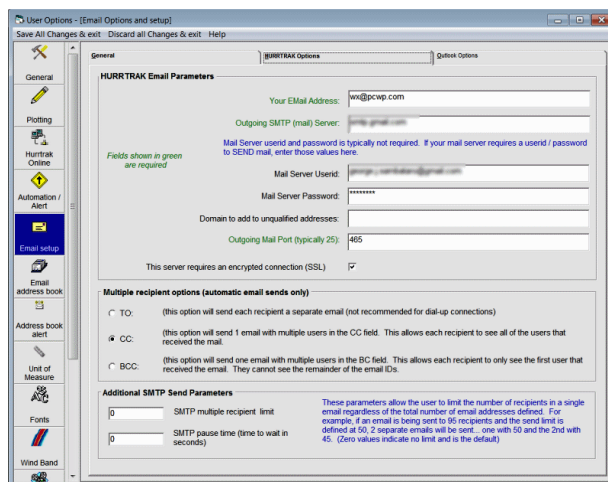 User Options - [Email Options and setup]
Save All Changes & exit Discard all Changes & exit Help
General
Plotting
Hurrtrak
Online
Automation /
Alert
Email setup
Email
address book
Address book
alert
Unit of
Measure
Fonts
Wind Band
General
HURRTRAK Options
Outlook Options
HURRTRAK Email Parameters
Your EMail Address:
wx@pcwp.com
Outgoing SMTP (mail) Server:
Mail Server userid and password is typically not required. If your mail server requires a userid / password
to SEND mail, enter those values here.
Fields shown in green
are required
Mail Server Userid:
Mail Server Password:
********
Domain to add to unqualified addresses:
Outgoing Mail Port (typically 25):
465
This server requires an encrypted connection (SSL)
Multiple recipient options (automatic email sends only)
TO:
(this option will send each recipient a separate email (not recommended for dial-up connections)
CC:
(this option will send 1 email with multiple users in the CC field. This allows each recipient to see all of the users that
received the mail.
BCC:
(this option will send one email with multiple users in the BC field. This allows each recipient to only see the first user that
received the email. They cannot see the remainder of the email IDs.
Additional SMTP Send Parameters
0
SMTP multiple recipient limit
0
SMTP pause time (time to wait in
seconds)
These parameters allow the user to limit the number of recipients in a single
email regardless of the total number of email addresses defined. For
example, if an email is being sent to 95 recipients and the send limit is
defined at 50, 2 separate emails will be sent... one with 50 and the 2nd with
45. (Zero values indicate no limit and is the default)